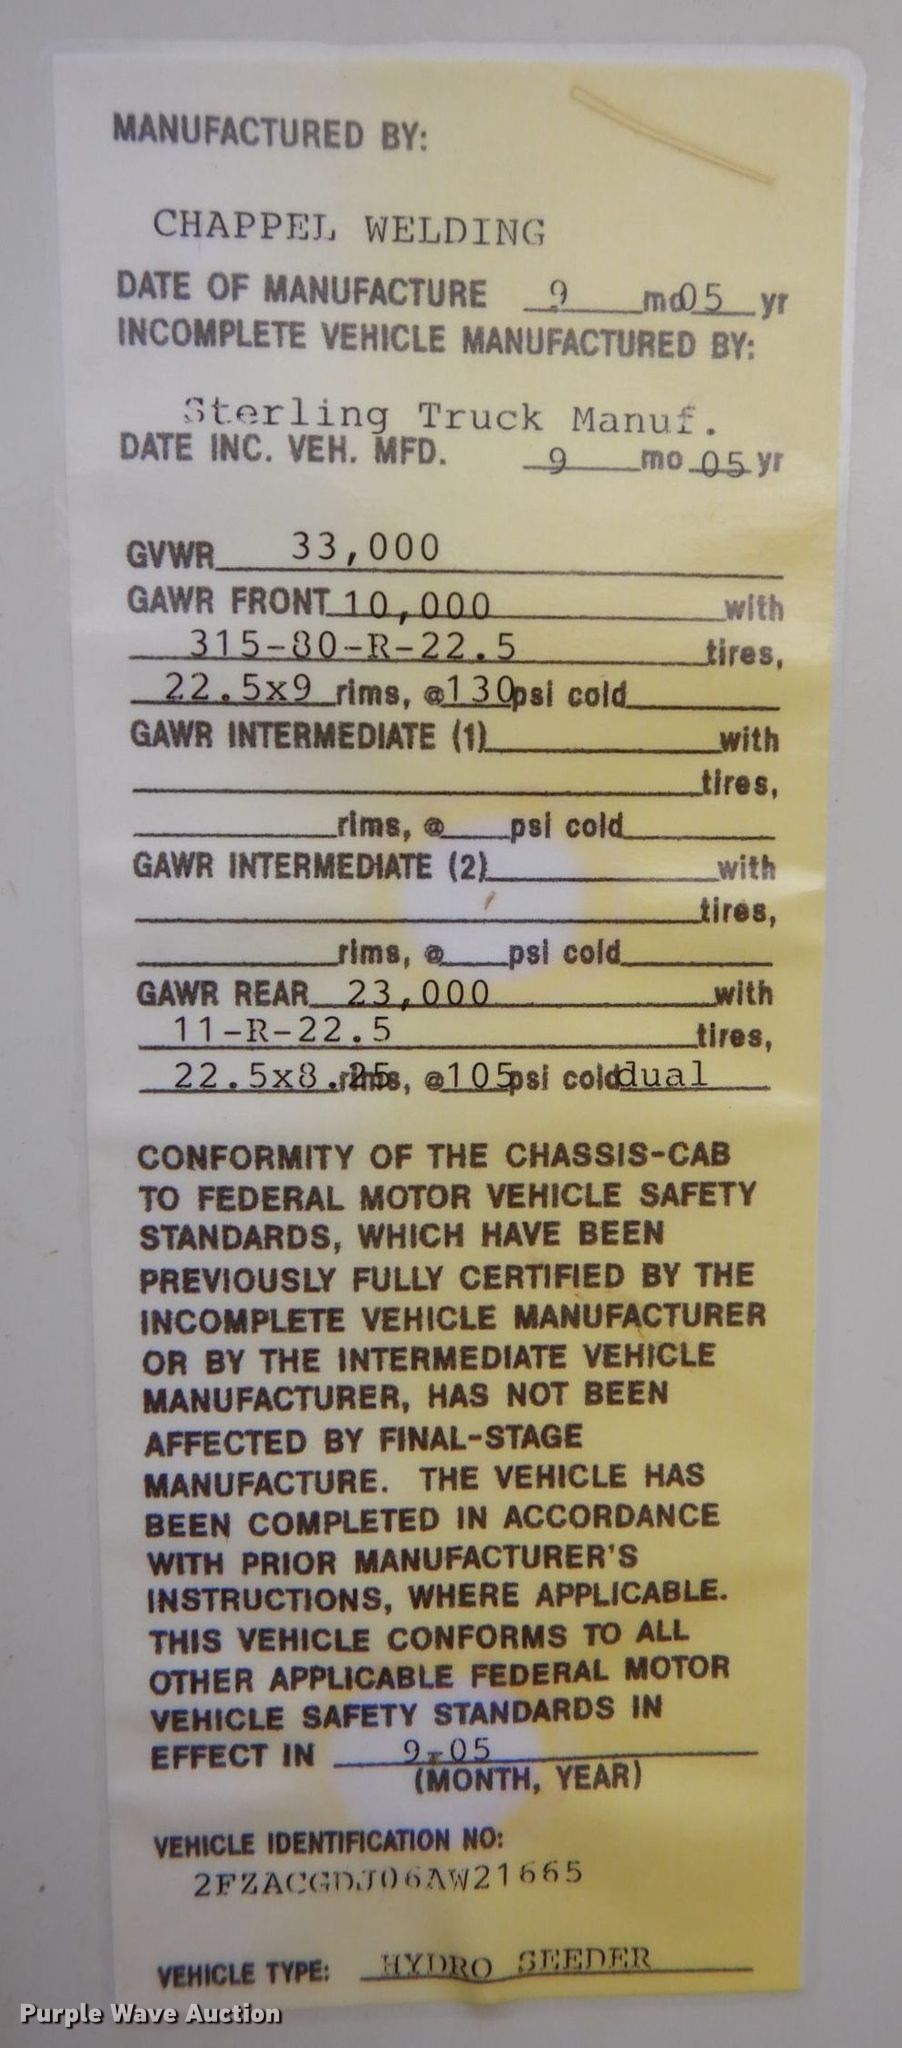 MANUFACTURED BY:
CHAPPEL WELDING
DATE OF MANUFACTURE 9 mo 05 yr
INCOMPLETE VEHICLE MANUFACTURED BY:
Sterling Truck Manuf.
DATE INC. VEH. MFD. 9 mo 05 yr
GVWR 33,000
GAWR FRONT 10,000 with
315-80-R-22.5 tires,
22.5x9 rims, @ 130 psi cold
GAWR INTERMEDIATE (1) with
tires,
rims, @ psi cold
GAWR INTERMEDIATE (2) with
tires,
rims, @ psi cold
GAWR REAR 23,000 with
11-R-22.5 tires,
22.5x8.25 rims, @ 105 psi cold dual
CONFORMITY OF THE CHASSIS-CAB
TO FEDERAL MOTOR VEHICLE SAFETY
STANDARDS, WHICH HAVE BEEN
PREVIOUSLY FULLY CERTIFIED BY THE
INCOMPLETE VEHICLE MANUFACTURER
OR BY THE INTERMEDIATE VEHICLE
MANUFACTURER, HAS NOT BEEN
AFFECTED BY FINAL-STAGE
MANUFACTURE. THE VEHICLE HAS
BEEN COMPLETED IN ACCORDANCE
WITH PRIOR MANUFACTURER'S
INSTRUCTIONS, WHERE APPLICABLE.
THIS VEHICLE CONFORMS TO ALL
OTHER APPLICABLE FEDERAL MOTOR
VEHICLE SAFETY STANDARDS IN
EFFECT IN 9-05
(MONTH, YEAR)
VEHICLE IDENTIFICATION NO:
2FZACGDJ06AW21665
VEHICLE TYPE: HYDRO SEEDER
Purple Wave Auction